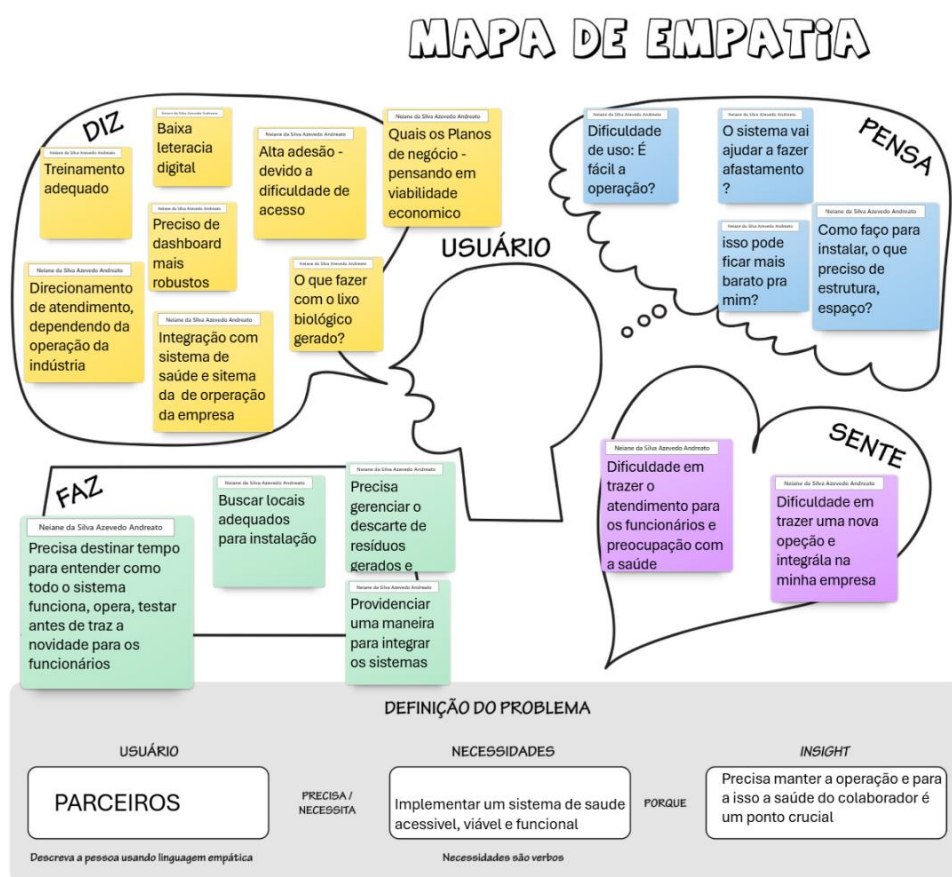 MAPA DE EMPATIA
DIZ
Neiane da Silva Azevedo Andreato
Treinamento
adequado
Neiane da Silva Azevedo Andreato
Baixa
leteracia
digital
Neiane da Silva Azevedo Andreato
Alta adesão -
devido a
dificuldade de
acesso
Neiane da Silva Azevedo Andreato
Quais os Planos
de negócio -
pensando em
viabilidade
economico
Neiane da Silva Azevedo Andreato
Preciso de
dashboard
mais
robustos
Neiane da Silva Azevedo Andreato
Direcionamento
de atendimento,
dependendo da
operação da
indústria
Neiane da Silva Azevedo Andreato
Integração com
sistema de
saúde e sitema
da  de orperação
da empresa
Neiane da Silva Azevedo Andreato
O que fazer
com o lixo
biológico
gerado?
USUÁRIO
PENSA
Neiane da Silva Azevedo Andreato
Dificuldade
de uso: É
fácil a
operação?
Neiane da Silva Azevedo Andreato
O sistema vai
ajudar a fazer
afastamento
?
Neiane da Silva Azevedo Andreato
isso pode
ficar mais
barato pra
mim?
Neiane da Silva Azevedo Andreato
Como faço para
instalar, o que
preciso de
estrutura,
espaço?
SENTE
Neiane da Silva Azevedo Andreato
Dificuldade em
trazer o
atendimento para
os funcionários e
preocupação com
a saúde
Neiane da Silva Azevedo Andreato
Dificuldade em
trazer uma nova
opeção e
integrála na
minha empresa
FAZ
Neiane da Silva Azevedo Andreato
Precisa destinar tempo
para entender como
todo o sistema
funciona, opera, testar
antes de traz a
novidade para os
funcionários
Neiane da Silva Azevedo Andreato
Buscar locais
adequados
para instalação
Neiane da Silva Azevedo Andreato
Precisa
gerenciar o
descarte de
resíduos
gerados e
Neiane da Silva Azevedo Andreato
Providenciar
uma maneira
para integrar
os sistemas
DEFINIÇÃO DO PROBLEMA
USUÁRIO
PARCEIROS
Descreva a pessoa usando linguagem empática
PRECISA /
NECESSITA
NECESSIDADES
Implementar um sistema de saude
acessivel, viável e funcional
Necessidades são verbos
PORQUE
INSIGHT
Precisa manter a operação e para
a isso a saúde do colaborador é
um ponto crucial